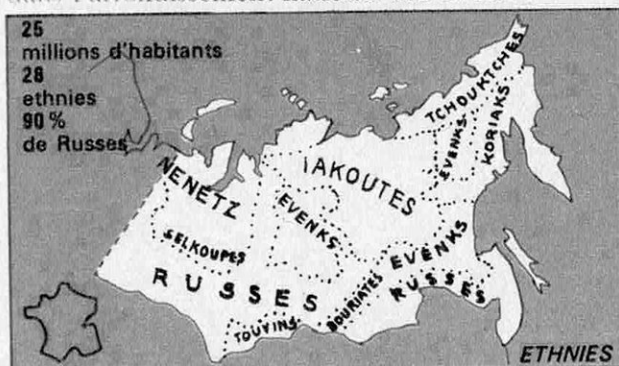 25
millions d'habitants
28
ethnies
90%
de Russes
TCHOUKTCHES
EVENKS
KORIAKS
IAKOUTES
NENETZ
EVENKS
SELKOUPES
EVENKS
RUSSES
RUSSES
BOURIATES
TOUVINS
ETHNIES